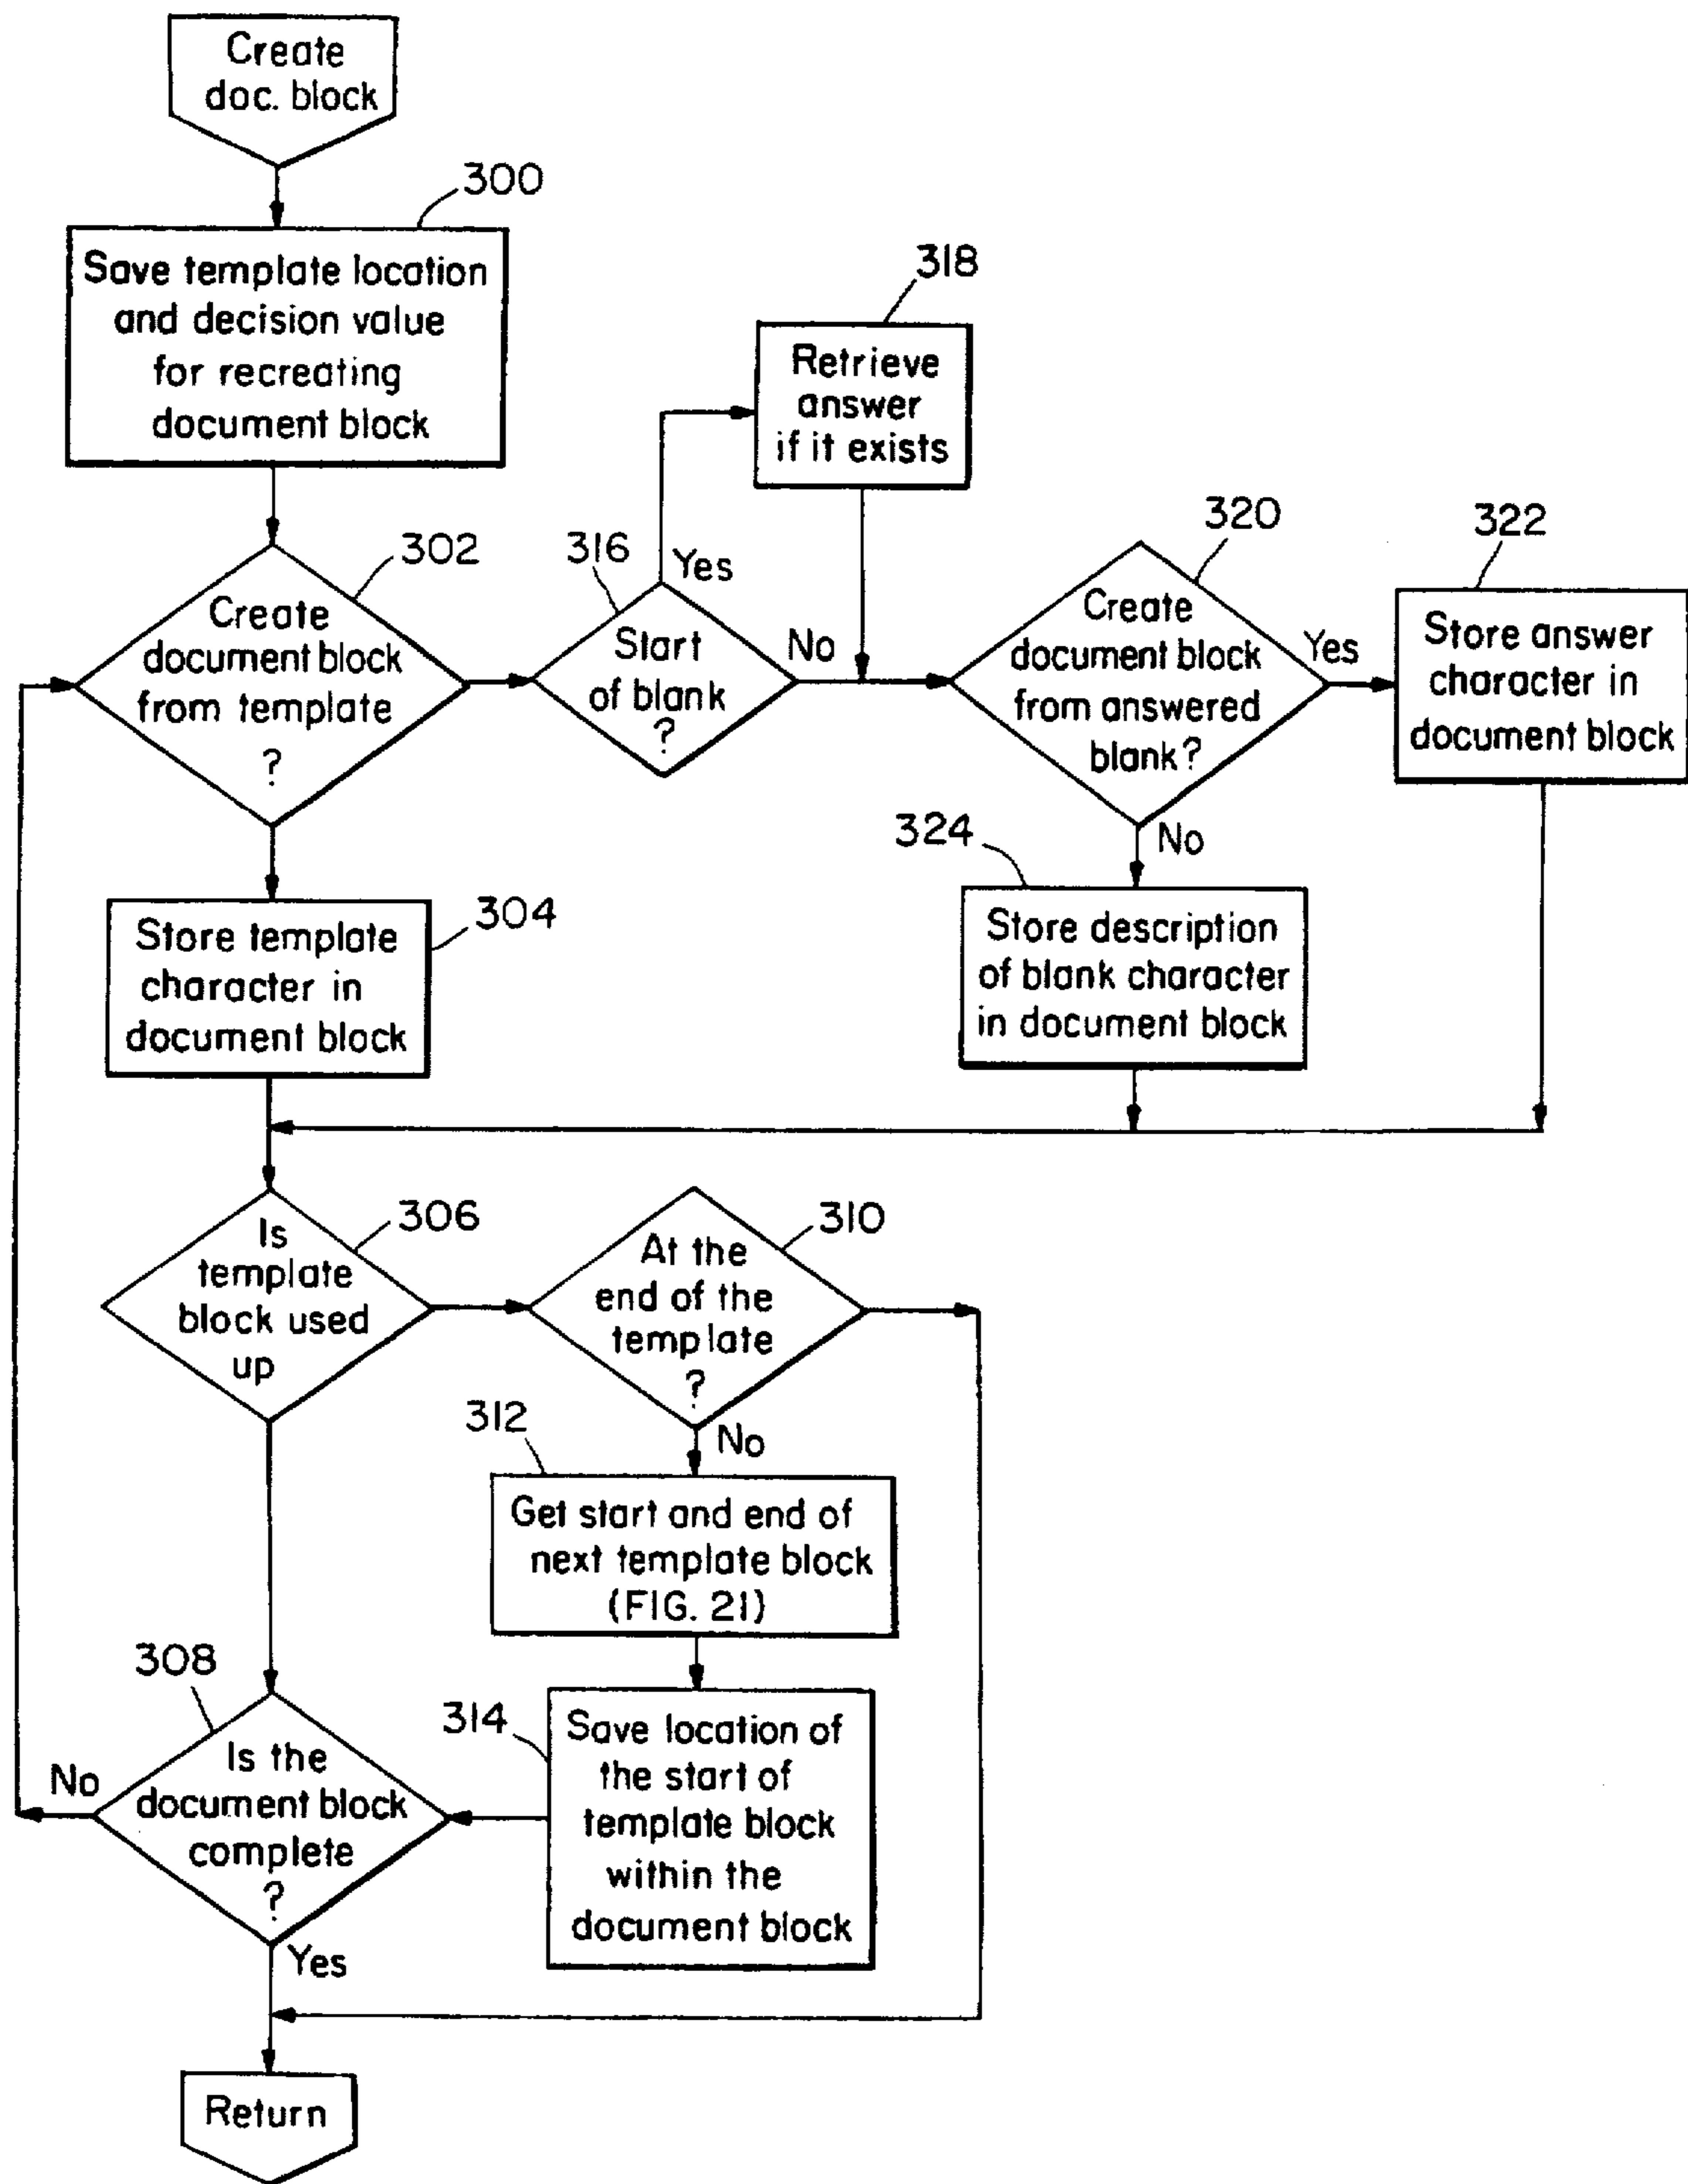 Create
doc. block
300
Save template location
and decision value
for recreating
document block
318
Retrieve
answer
if it exists
302
Create
document block
from template
?
316
Yes
Start
of blank
?
No
320
Create
document block
from answered
blank?
Yes
322
Store answer
character in
document block
No
324
Store description
of blank character
in document block
304
Store template
character in
document block
306
Is
template
block used
up
310
At the
end of the
template
?
No
312
Get start and end of
next template block
(FIG. 21)
314
Save location of
the start of
template block
within the
document block
308
Is the
document block
complete
?
No
Yes
Return